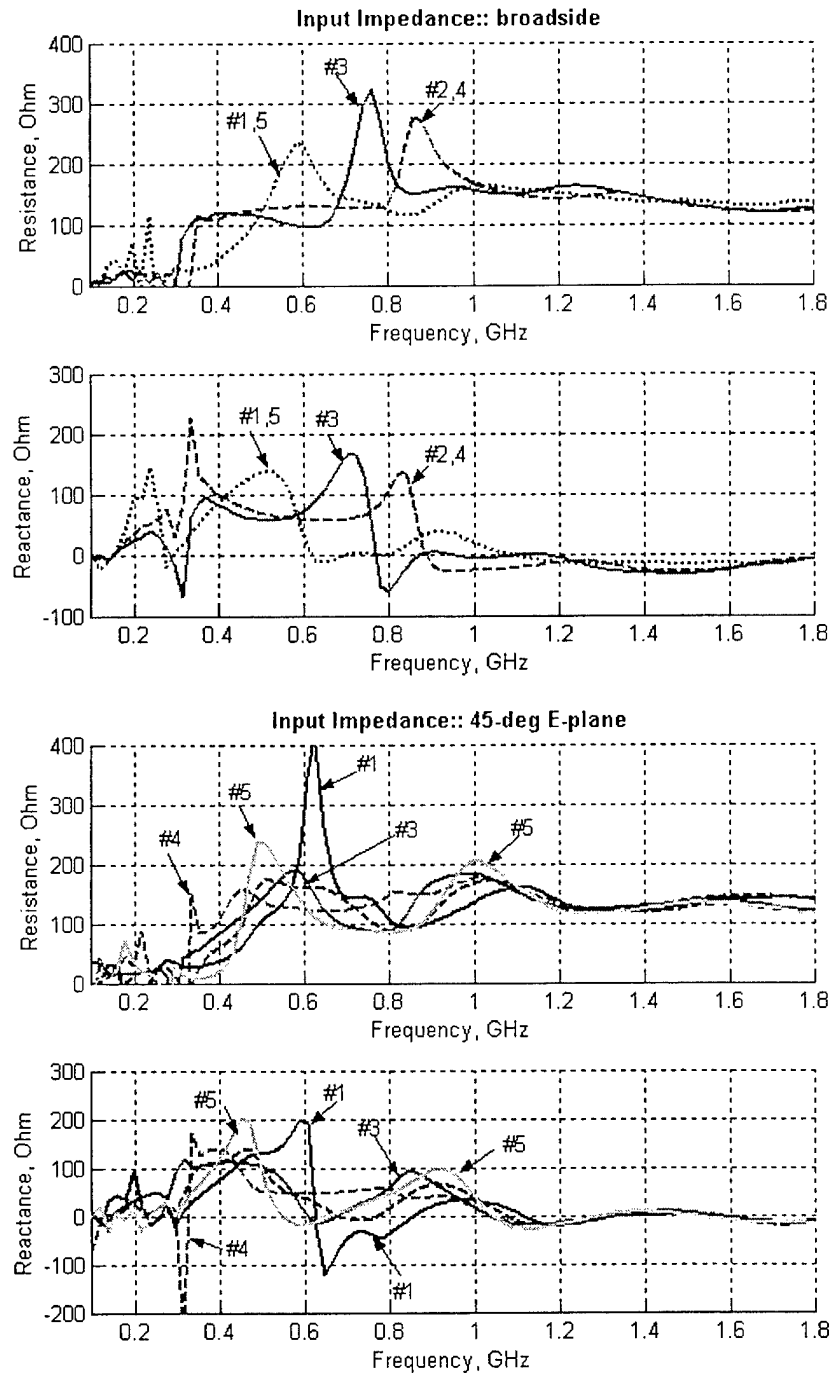 Input Impedance:: broadside
400
300
200
100
0
Resistance, Ohm
#3
#2,4
#1,5
0.2 0.4 0.6 0.8 1 1.2 1.4 1.6 1.8
Frequency, GHz
300
200
100
0
-100
Reactance, Ohm
#1,5
#3
#2,4
0.2 0.4 0.6 0.8 1 1.2 1.4 1.6 1.8
Frequency, GHz
Input Impedance:: 45-deg E-plane
400
300
200
100
0
Resistance, Ohm
#1
#5
#3
#5
#4
0.2 0.4 0.6 0.8 1 1.2 1.4 1.6 1.8
Frequency, GHz
300
200
100
0
-100
-200
Reactance, Ohm
#5
#1
#3
#5
#4
#1
0.2 0.4 0.6 0.8 1 1.2 1.4 1.6 1.8
Frequency, GHz